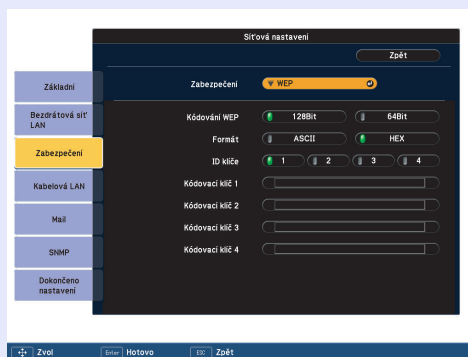 Síťová nastavení
Zpět
Základní
Bezdrátová síť
LAN
Zabezpečení
Kabelová LAN
Mail
SNMP
Dokončeno
nastavení
Zabezpečení WEP
Kódování WEP 128Bit 64Bit
Formát ASCII HEX
ID klíče 1 2 3 4
Kódovací klíč 1
Kódovací klíč 2
Kódovací klíč 3
Kódovací klíč 4
Zvol Enter Hotovo ESC Zpět